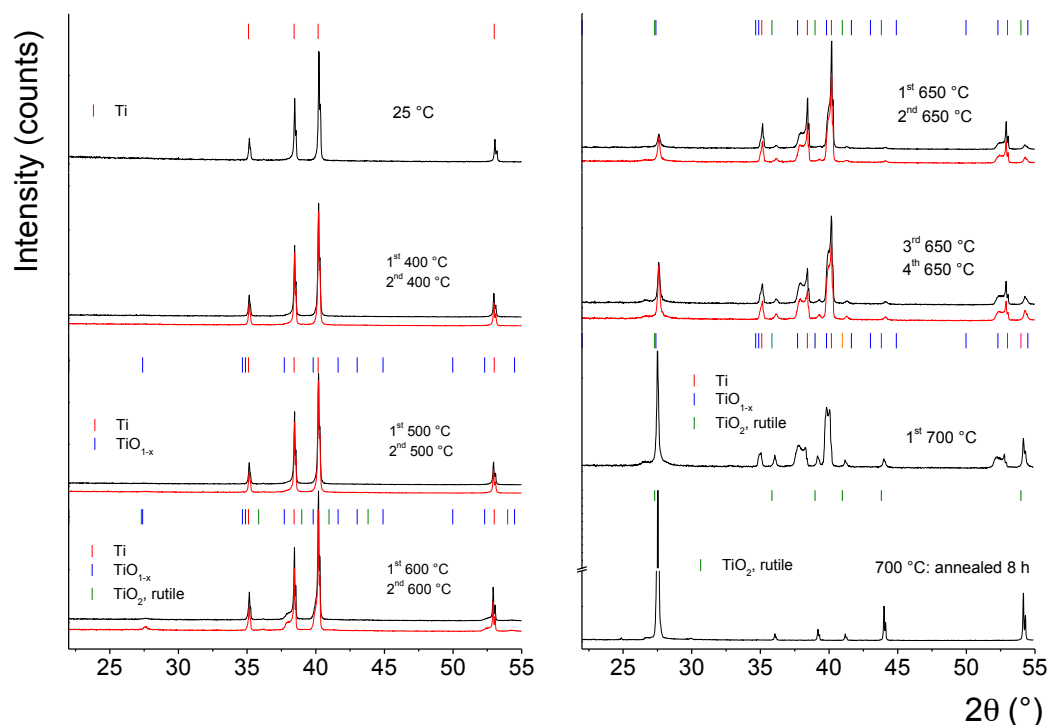 Intensity (counts)
Ti
25 °C
1st 400 °C
2nd 400 °C
Ti
TiO1-x
1st 500 °C
2nd 500 °C
Ti
TiO1-x
TiO2, rutile
1st 600 °C
2nd 600 °C
25 30 35 40 45 50 55
1st 650 °C
2nd 650 °C
3rd 650 °C
4th 650 °C
Ti
TiO1-x
TiO2, rutile
1st 700 °C
TiO2, rutile
700 °C: annealed 8 h
25 30 35 40 45 50 55
2θ (°)